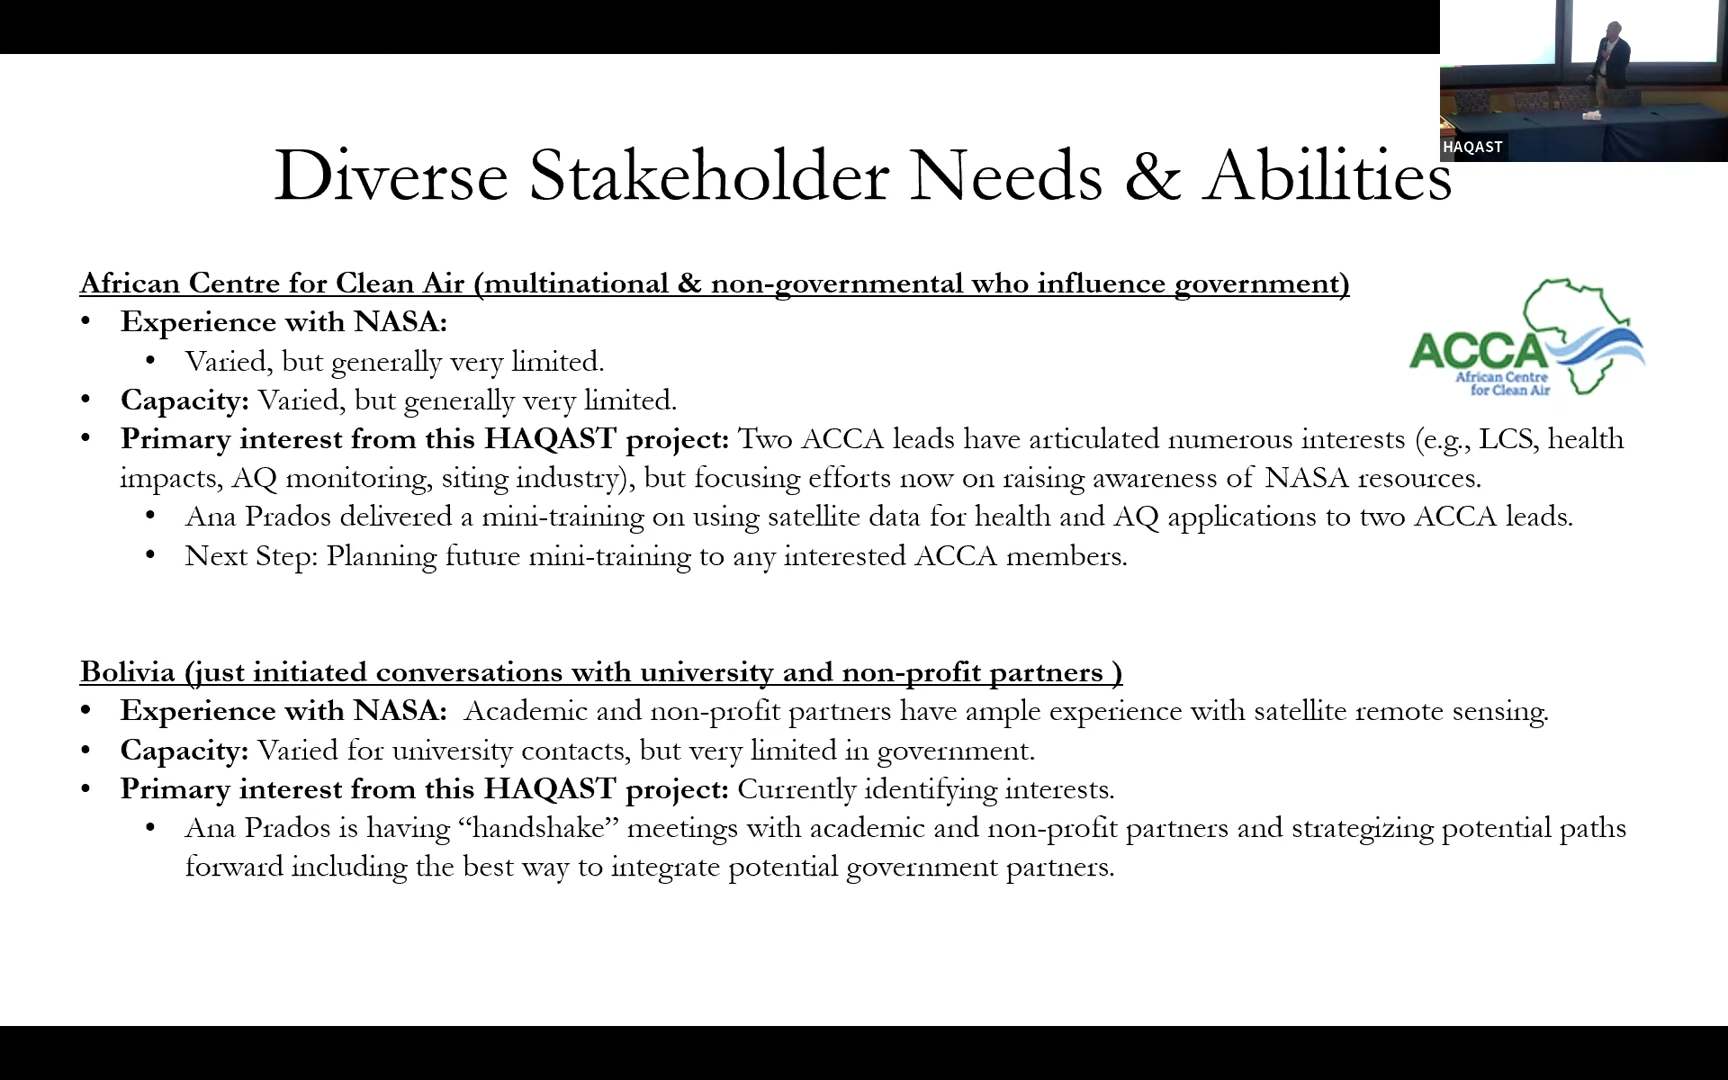 HAQAST
Diverse Stakeholder Needs & Abilities
African Centre for Clean Air (multinational & non-governmental who influence government)
• Experience with NASA:
• Varied, but generally very limited.
• Capacity: Varied, but generally very limited.
• Primary interest from this HAQAST project: Two ACCA leads have articulated numerous interests (e.g., LCS, health
impacts, AQ monitoring, siting industry), but focusing efforts now on raising awareness of NASA resources.
• Ana Prados delivered a mini-training on using satellite data for health and AQ applications to two ACCA leads.
• Next Step: Planning future mini-training to any interested ACCA members.
ACCA
African Centre
for Clean Air
Bolivia (just initiated conversations with university and non-profit partners )
• Experience with NASA: Academic and non-profit partners have ample experience with satellite remote sensing.
• Capacity: Varied for university contacts, but very limited in government.
• Primary interest from this HAQAST project: Currently identifying interests.
• Ana Prados is having “handshake” meetings with academic and non-profit partners and strategizing potential paths
forward including the best way to integrate potential government partners.